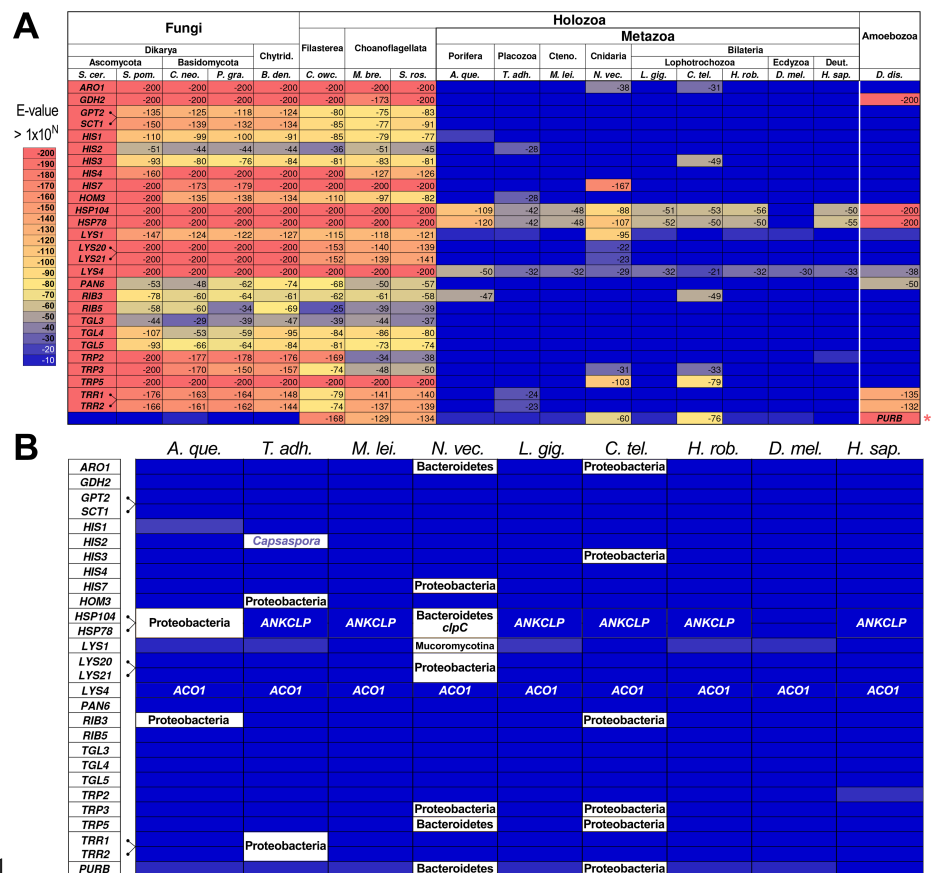 A
Fungi
Holozoa
Amoebozoa
Metazoa
Dikarya
Chytrid.
Filasterea
Choanoflagellata
Porifera Placozoa Cteno. Cnidaria Bilateria
Ascomycota Basidiomycota
Lophotrochozoa Ecdyzoa Deut.
S. cer. S. pom. C. neo. P. gra. B. den. C. owc. M. bre. S. ros. A. que. T. adh. M. lei. N. vec. L. gig. C. tel. H. rob. D. mel. H. sap. D. dis.
E-value
> 1x10N
-200
-190
-180
-170
-160
-150
-140
-130
-120
-110
-100
-90
-80
-70
-60
-50
-40
-30
-20
-10
ARO1 -200 -200 -200 -200 -200 -200 -200 -38 -31
GDH2 -200 -200 -200 -200 -200 -173 -200 -200
GPT2 -135 -125 -118 -124 -80 -75 -83
SCT1 -150 -139 -132 -134 -85 -77 -91
HIS1 -110 -99 -100 -91 -85 -79 -77
HIS2 -51 -44 -44 -44 -36 -51 -45 -28
HIS3 -93 -80 -76 -84 -81 -83 -81 -49
HIS4 -160 -200 -200 -200 -200 -127 -126
HIS7 -200 -173 -179 -200 -200 -200 -200 -167
HOM3 -200 -135 -138 -134 -110 -97 -82 -28
HSP104 -200 -200 -200 -200 -200 -200 -200 -109 -42 -48 -88 -51 -53 -56 -50 -200
HSP78 -200 -200 -200 -200 -200 -200 -200 -120 -42 -48 -107 -52 -50 -50 -55 -200
LYS1 -147 -124 -122 -127 -115 -118 -121 -95
LYS20 -200 -200 -200 -200 -153 -140 -139 -22
LYS21 -200 -200 -200 -200 -152 -139 -141 -23
LYS4 -200 -200 -200 -200 -200 -200 -200 -50 -32 -32 -29 -32 -21 -32 -30 -33 -38
PAN6 -53 -48 -62 -74 -68 -50 -57 -50
RIB3 -78 -60 -64 -61 -62 -61 -58 -47 -49
RIB5 -58 -60 -34 -69 -25 -39 -39
TGL3 -44 -29 -39 -47 -39 -44 -37
TGL4 -107 -53 -59 -95 -84 -86 -80
TGL5 -93 -66 -64 -84 -81 -73 -74
TRP2 -200 -177 -178 -176 -169 -34 -38
TRP3 -200 -170 -150 -157 -74 -48 -50 -31 -33
TRP5 -200 -200 -200 -200 -200 -200 -200 -103 -79
TRR1 -176 -163 -164 -148 -79 -141 -140 -24 -135
TRR2 -166 -161 -162 -144 -74 -137 -139 -23 -132
-168 -129 -134 -60 -76 PURB *
B
A. que. T. adh. M. lei. N. vec. L. gig. C. tel. H. rob. D. mel. H. sap.
ARO1 Bacteroidetes Proteobacteria
GDH2
GPT2
SCT1
HIS1
HIS2 Capsaspora
HIS3 Proteobacteria
HIS4
HIS7 Proteobacteria
HOM3 Proteobacteria
HSP104 Proteobacteria ANKCLP ANKCLP Bacteroidetes ANKCLP ANKCLP ANKCLP ANKCLP
HSP78 clpC
LYS1 Mucoromycotina
LYS20 Proteobacteria
LYS21
LYS4 ACO1 ACO1 ACO1 ACO1 ACO1 ACO1 ACO1 ACO1 ACO1
PAN6
RIB3 Proteobacteria Proteobacteria
RIB5
TGL3
TGL4
TGL5
TRP2
TRP3 Proteobacteria Proteobacteria
TRP5 Bacteroidetes Proteobacteria
TRR1 Proteobacteria
TRR2
PURB Bacteroidetes Proteobacteria